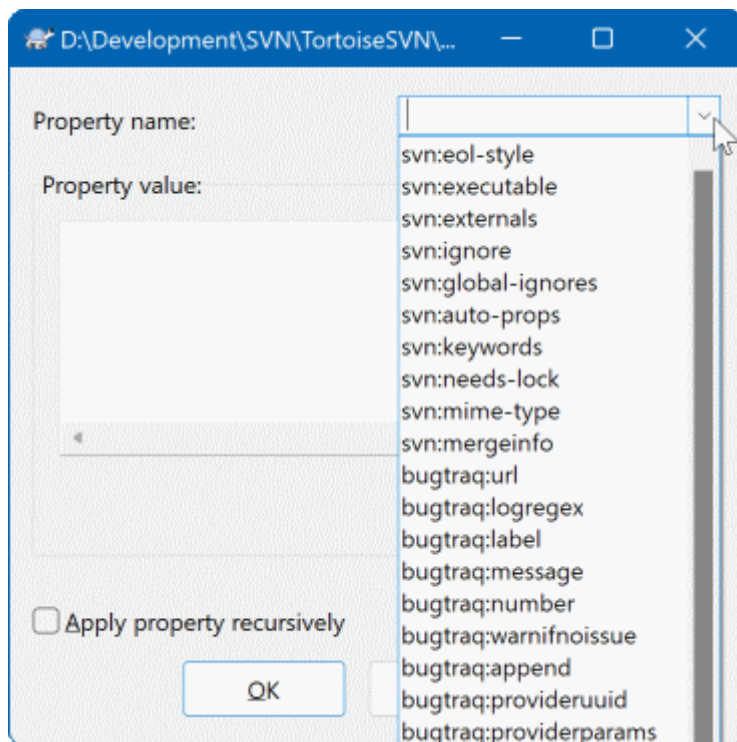 D:\Development\SVN\TortoiseSVN\...
Property name:
svn:eol-style
Property value:
svn:executable
svn:externals
svn:ignore
svn:global-ignores
svn:auto-props
svn:keywords
svn:needs-lock
svn:mime-type
svn:mergeinfo
bugtraq:url
bugtraq:logregex
bugtraq:label
bugtraq:message
bugtraq:number
Apply property recursively
bugtraq:warnifnoissue
bugtraq:append
OK
bugtraq:provideruuid
bugtraq:providerparams